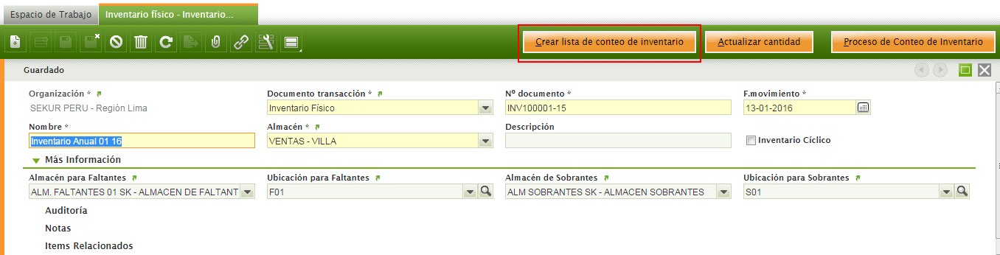 Espacio de Trabajo Inventario físico - Inventario...
Crear lista de conteo de inventario Actualizar cantidad Proceso de Conteo de Inventario
Guardado
Organización * Documento transacción * Nº documento * F.movimiento *
SEKUR PERU - Región Lima Inventario Físico INV100001-15 13-01-2016
Nombre * Almacén * Descripción
Inventario Anual 01 16 VENTAS - VILLA Inventario Cíclico
Más Información
Almacén para Faltantes Ubicación para Faltantes Almacén de Sobrantes Ubicación para Sobrantes
ALM. FALTANTES 01 SK - ALMACEN DE FALTANT F01 ALM SOBRANTES SK - ALMACEN SOBRANTES S01
Auditoría
Notas
Items Relacionados